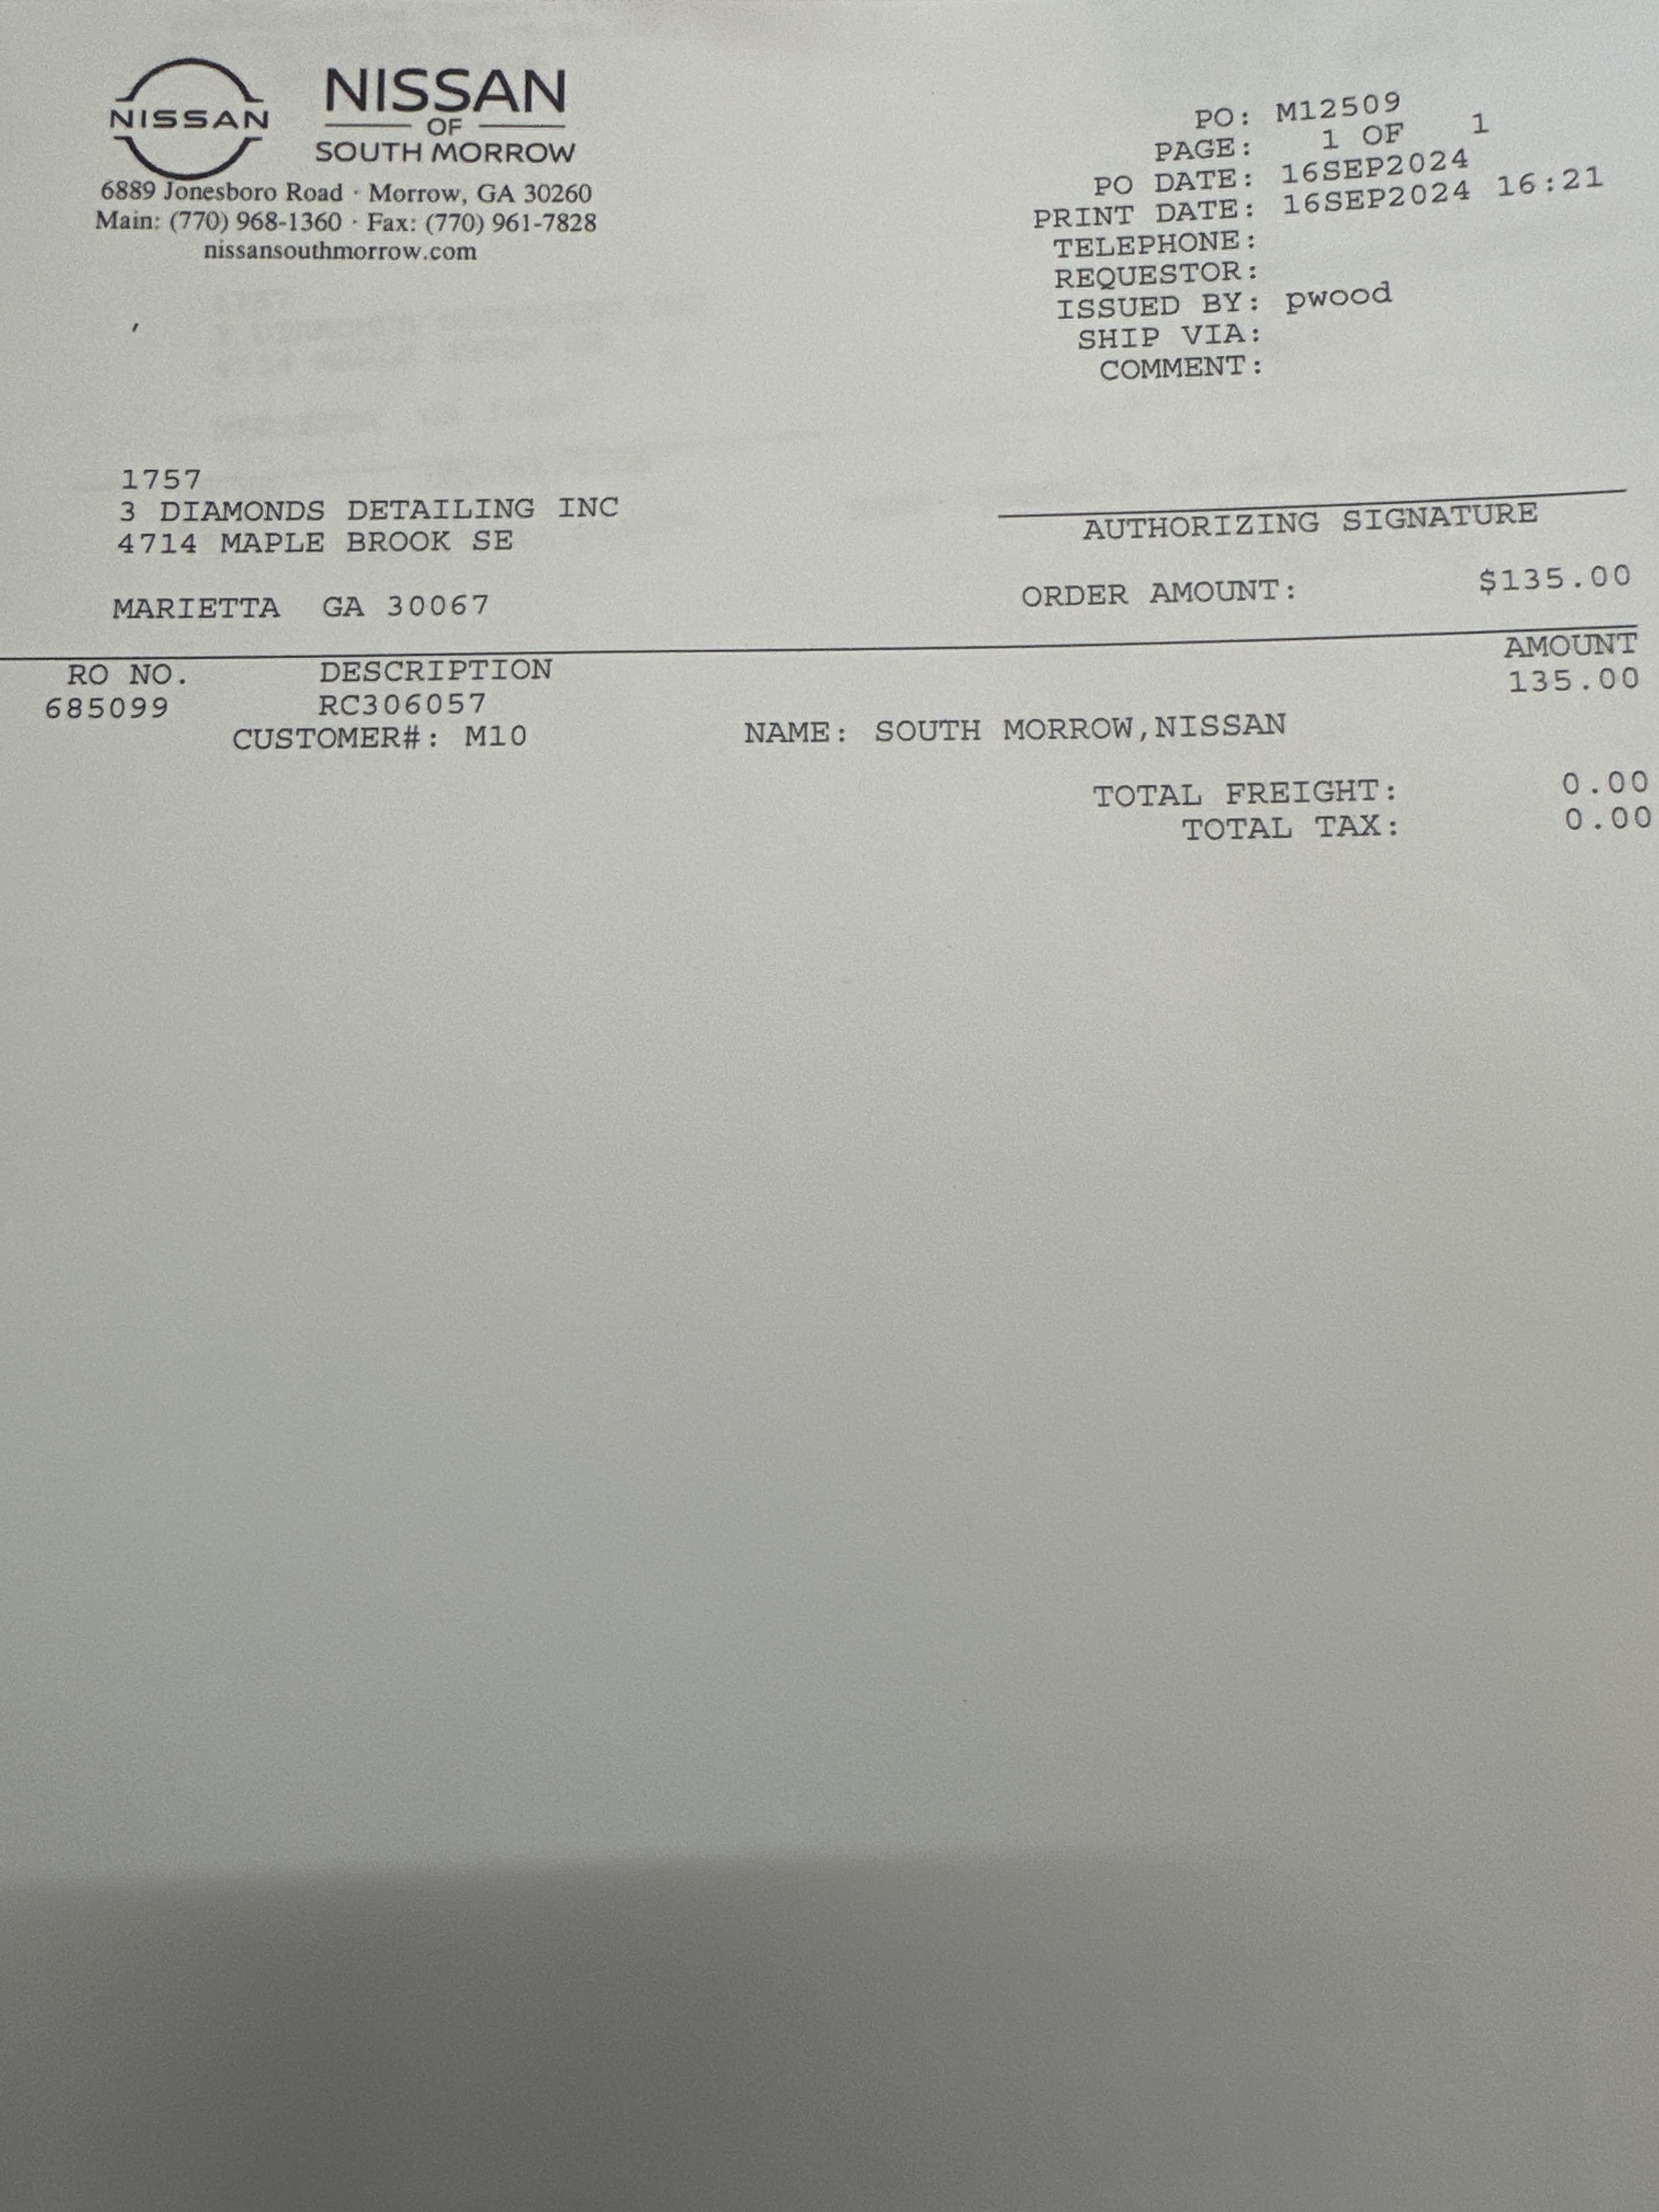 NISSAN
NISSAN
OF
SOUTH MORROW
6889 Jonesboro Road · Morrow, GA 30260
Main: (770) 968-1360 · Fax: (770) 961-7828
nissansouthmorrow.com
PO: M12509
PAGE: 1 OF 1
PO DATE: 16SEP2024
PRINT DATE: 16SEP2024 16:21
TELEPHONE:
REQUESTOR:
ISSUED BY: pwood
SHIP VIA:
COMMENT:
1757
3 DIAMONDS DETAILING INC
4714 MAPLE BROOK SE
MARIETTA GA 30067
AUTHORIZING SIGNATURE
ORDER AMOUNT: $135.00
RO NO. DESCRIPTION AMOUNT
685099 RC306057 135.00
CUSTOMER#: M10 NAME: SOUTH MORROW,NISSAN
TOTAL FREIGHT: 0.00
TOTAL TAX: 0.00